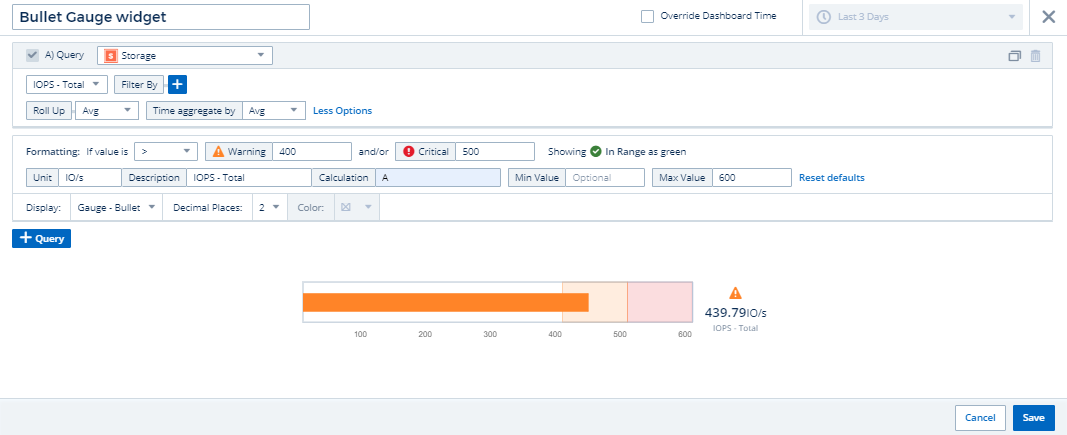 Bullet Gauge widget
Override Dashboard Time
Last 3 Days
A) Query
Storage
IOPS - Total
Filter By
Roll Up
Avg
Time aggregate by
Avg
Less Options
Formatting:
If value is
>
Warning
400
and/or
Critical
500
Showing
In Range as green
Unit
IO/s
Description
IOPS - Total
Calculation
A
Min Value
Optional
Max Value
600
Reset defaults
Display:
Gauge - Bullet
Decimal Places:
2
Color:
+ Query
439.79IO/s
IOPS - Total
100
200
300
400
500
600
Cancel
Save